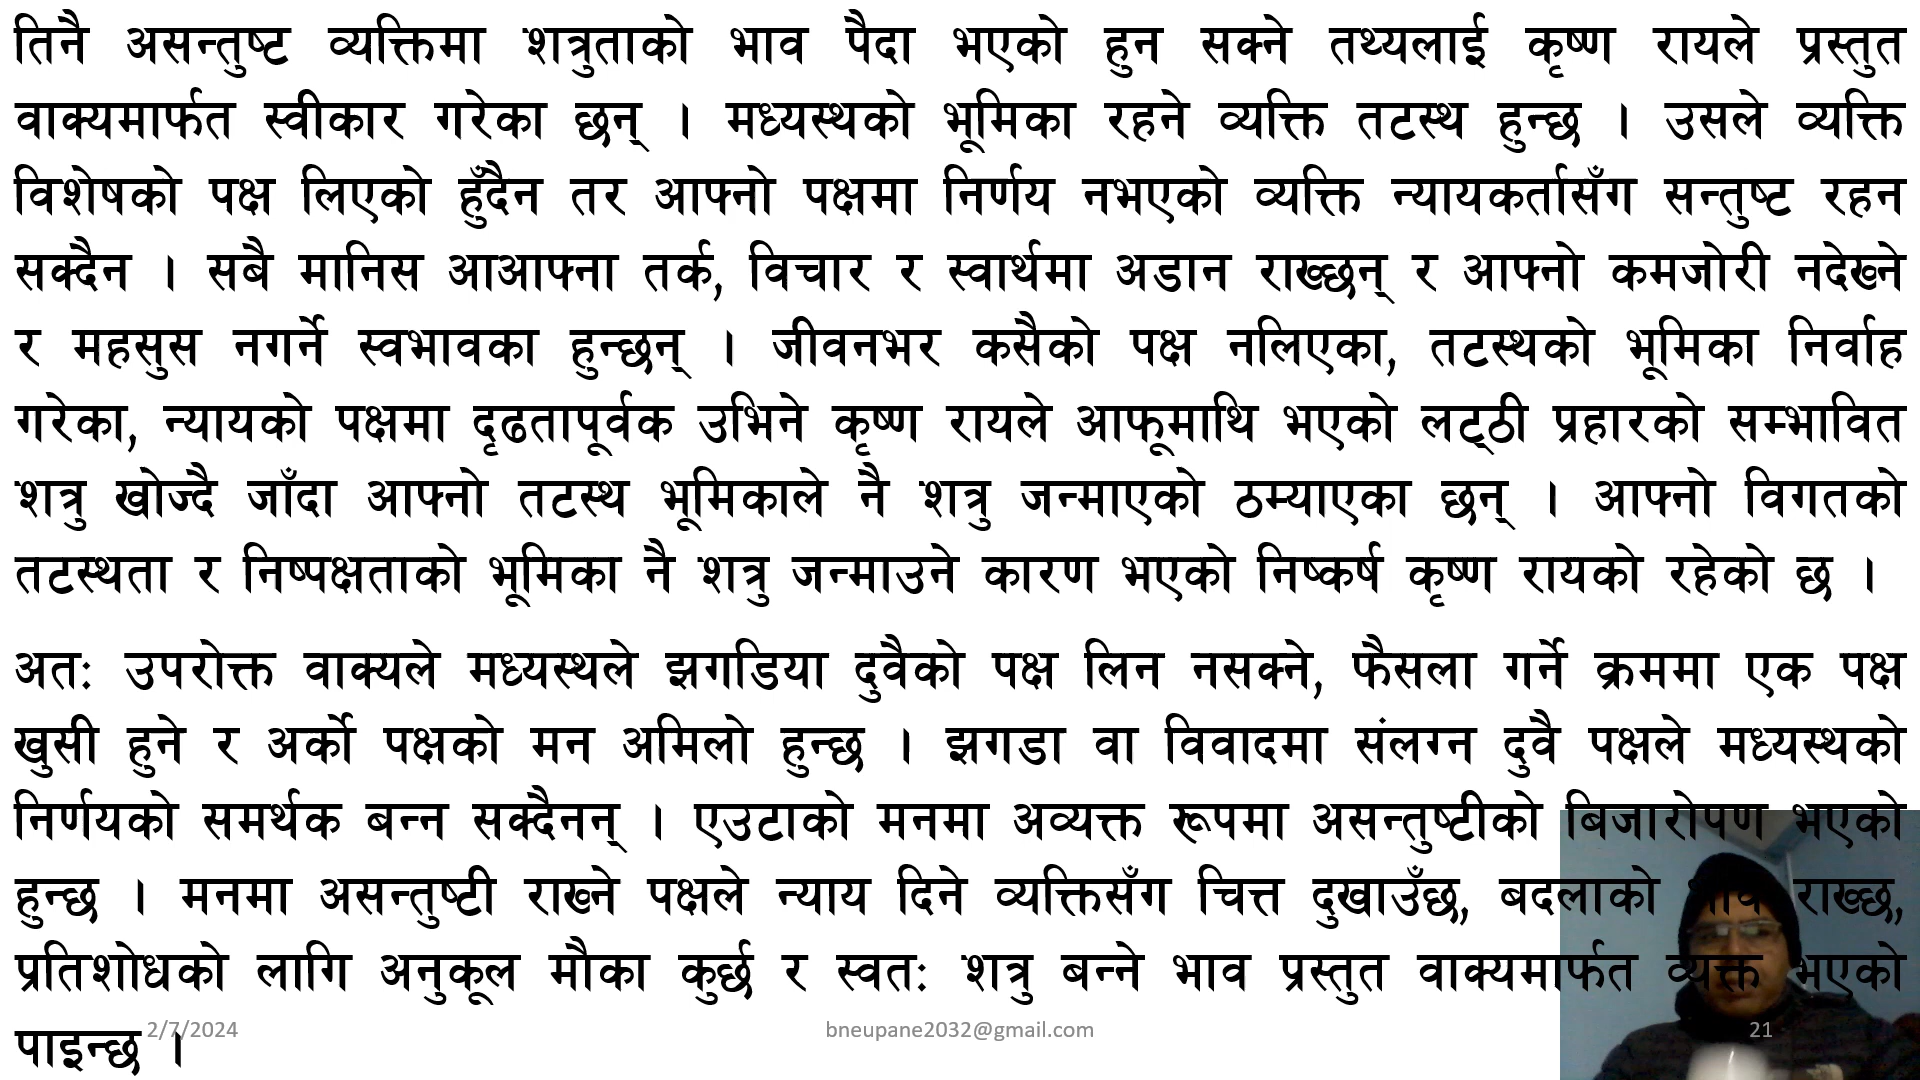 तिनै असन्तुष्ट व्यक्तिमा शत्रुताको भाव पैदा भएको हुन सक्ने तथ्यलाई कृष्ण रायले प्रस्तुत
वाक्यमार्फत स्वीकार गरेका छन् । मध्यस्थको भूमिका रहने व्यक्ति तटस्थ हुन्छ । उसले व्यक्ति
विशेषको पक्ष लिएको हुँदैन तर आफ्नो पक्षमा निर्णय नभएको व्यक्ति न्यायकर्तासँग सन्तुष्ट रहन
सक्दैन । सबै मानिस आआफ्ना तर्क, विचार र स्वार्थमा अडान राख्छन् र आफ्नो कमजोरी नदेख्ने
र महसुस नगर्ने स्वभावका हुन्छन् । जीवनभर कसैको पक्ष नलिएका, तटस्थको भूमिका निर्वाह
गरेका, न्यायको पक्षमा दृढतापूर्वक उभिने कृष्ण रायले आफूमाथि भएको लट्ठी प्रहारको सम्भावित
शत्रु खोज्दै जाँदा आफ्नो तटस्थ भूमिकाले नै शत्रु जन्माएको ठम्याएका छन् । आफ्नो विगतको
तटस्थता र निष्पक्षताको भूमिका नै शत्रु जन्माउने कारण भएको निष्कर्ष कृष्ण रायको रहेको छ ।
अतः उपरोक्त वाक्यले मध्यस्थले झगडिया दुवैको पक्ष लिन नसक्ने, फैसला गर्ने क्रममा एक पक्ष
खुसी हुने र अर्को पक्षको मन अमिलो हुन्छ । झगडा वा विवादमा संलग्न दुवै पक्षले मध्यस्थको
निर्णयको समर्थक बन्न सक्दैनन् । एउटाको मनमा अव्यक्त रूपमा असन्तुष्टीको बिजारोपण भएको
हुन्छ । मनमा असन्तुष्टी राख्ने पक्षले न्याय दिने व्यक्तिसँग चित्त दुखाउँछ, बदलाको भाव राख्छ,
प्रतिशोधको लागि अनुकूल मौका कुर्छ र स्वतः शत्रु बन्ने भाव प्रस्तुत वाक्यमार्फत व्यक्त भएको
पाइन्छ ।
2/7/2024 bneupane2032@gmail.com 21